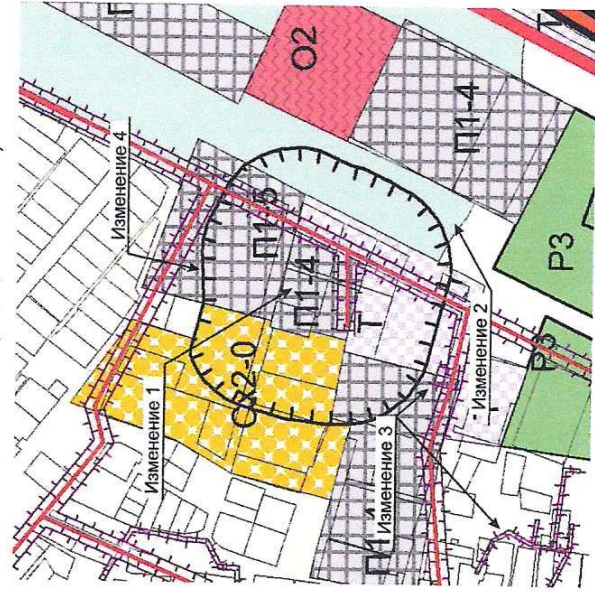 О2
Т
П1-4
Изменение 4
П1-5
П1-4
Р3
Т
Изменение 1
СХ2-0
Изменение 2
Р3
Изменение 3
П1